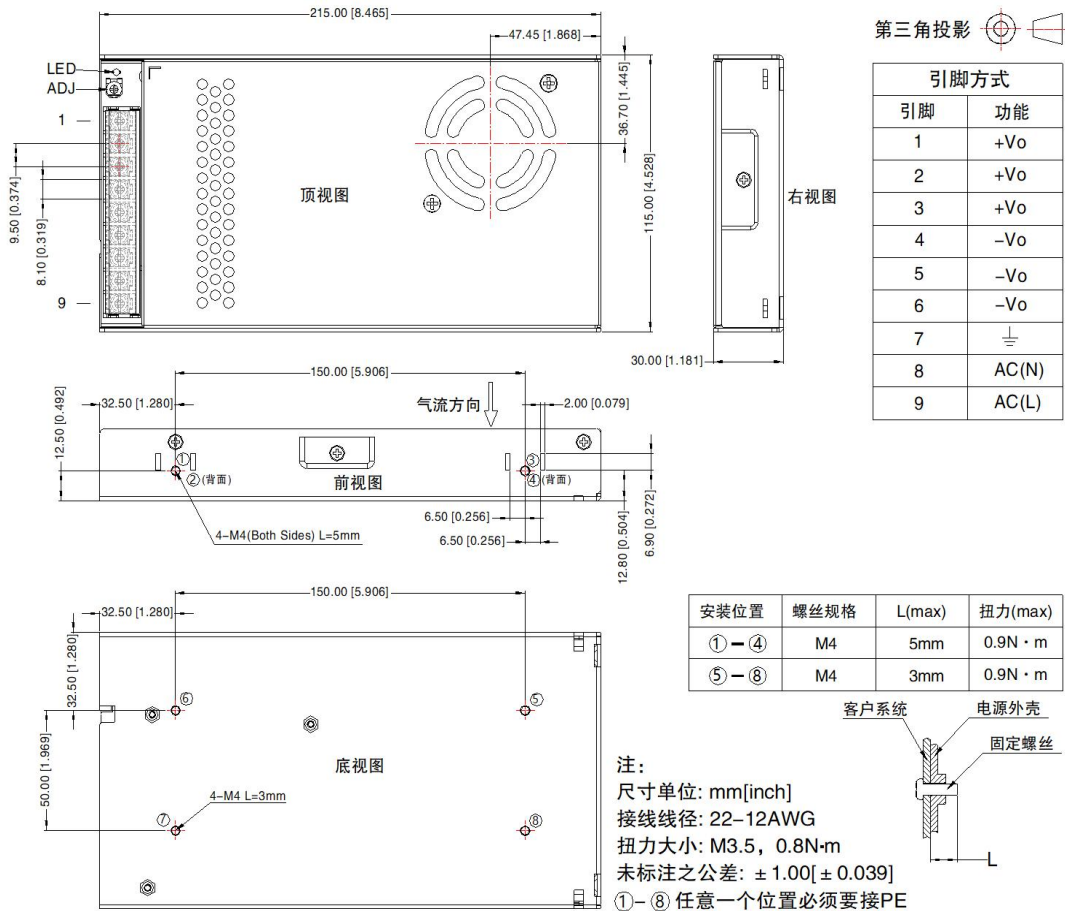 215.00 [8.465]
47.45 [1.868]
第三角投影
LED
ADJ
1
9
9.50 [0.374]
8.10 [0.319]
顶视图
36.70 [1.445]
115.00 [4.528]
右视图
30.00 [1.181]
引脚方式
引脚 功能
1 +Vo
2 +Vo
3 +Vo
4 −Vo
5 −Vo
6 −Vo
7
8 AC(N)
9 AC(L)
150.00 [5.906]
32.50 [1.280]
气流方向
2.00 [0.079]
12.50 [0.492]
① ③
②(背面) 前视图 ④(背面)
6.50 [0.256]
6.50 [0.256]
12.80 [0.504]
6.90 [0.272]
4-M4(Both Sides) L=5mm
150.00 [5.906]
32.50 [1.280]
32.50 [1.280]
⑥ ⑤
50.00 [1.969]
底视图
4-M4 L=3mm
⑦ ⑧
安装位置 螺丝规格 L(max) 扭力(max)
①−④ M4 5mm 0.9N·m
⑤−⑧ M4 3mm 0.9N·m
客户系统 电源外壳
固定螺丝
L
注：
尺寸单位: mm[inch]
接线线径: 22-12AWG
扭力大小: M3.5，0.8N·m
未标注之公差: ±1.00[±0.039]
①-⑧ 任意一个位置必须要接PE